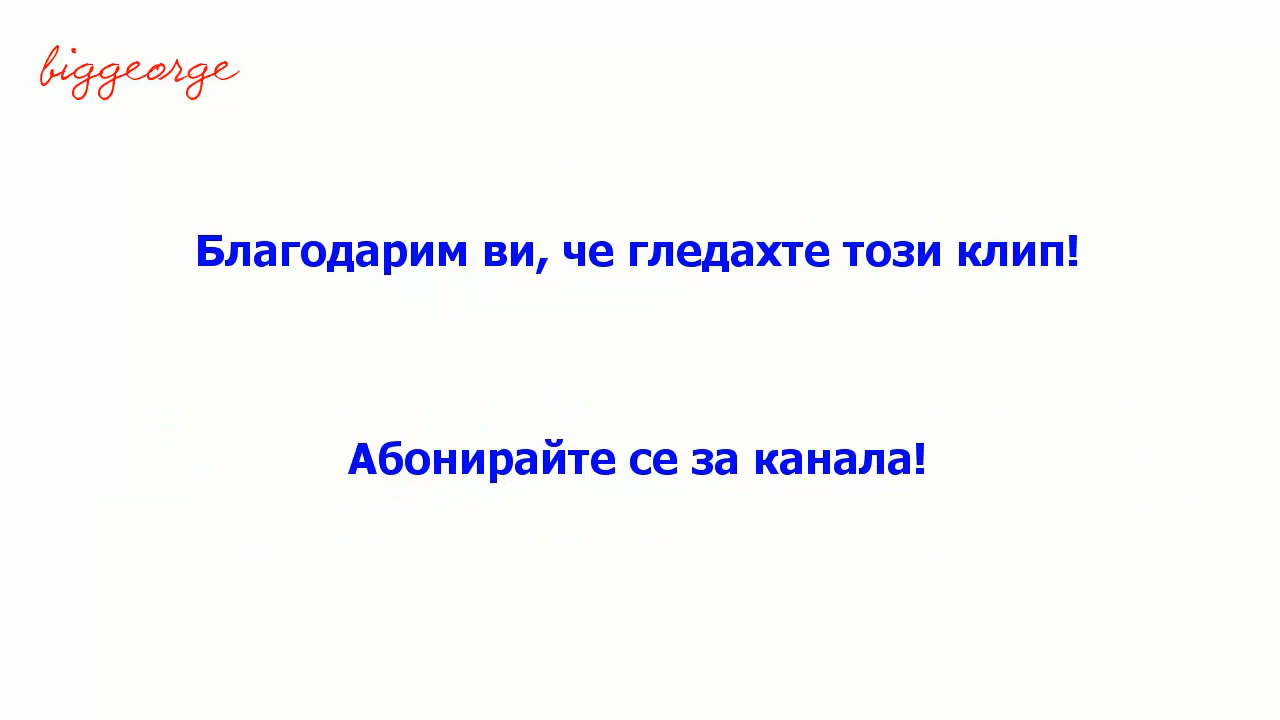 biggeorge
Благодарим ви, че гледахте този клип!
Абонирайте се за канала!